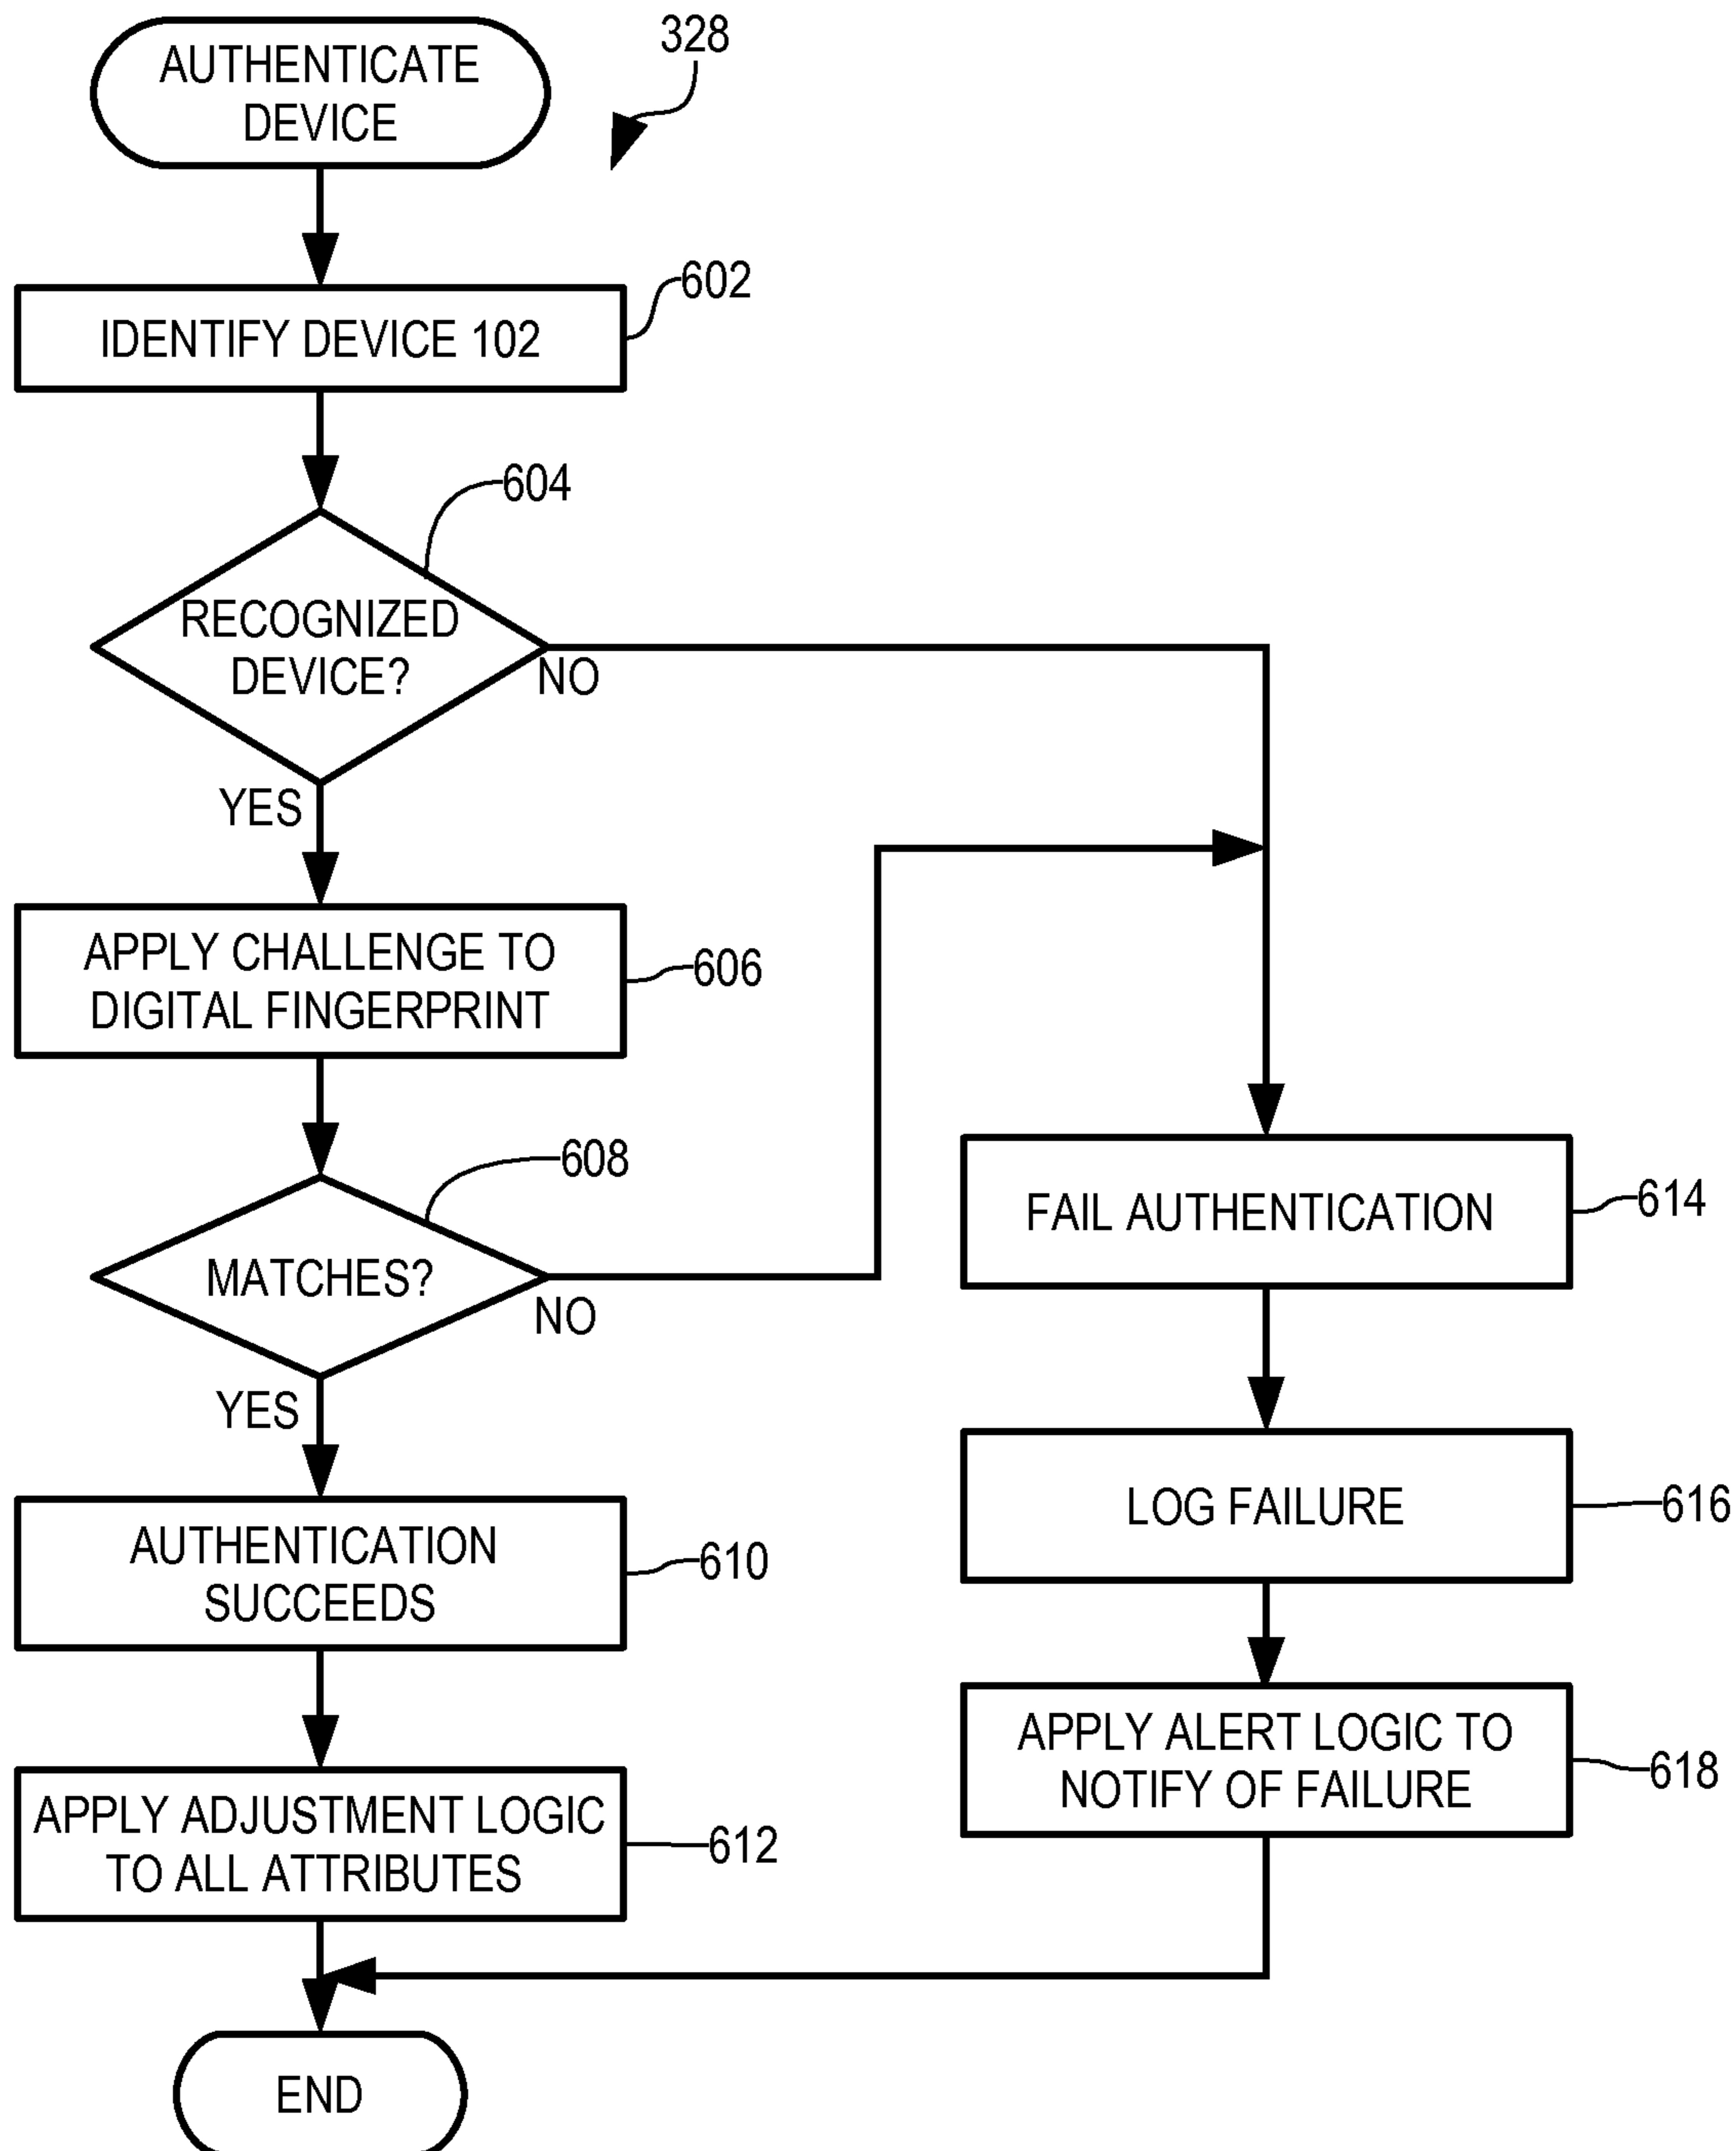 AUTHENTICATE
DEVICE
328
IDENTIFY DEVICE 102
602
604
RECOGNIZED
DEVICE?
NO
YES
APPLY CHALLENGE TO
DIGITAL FINGERPRINT
606
608
MATCHES?
NO
YES
AUTHENTICATION
SUCCEEDS
610
APPLY ADJUSTMENT LOGIC
TO ALL ATTRIBUTES
612
FAIL AUTHENTICATION
614
LOG FAILURE
616
APPLY ALERT LOGIC TO
NOTIFY OF FAILURE
618
END